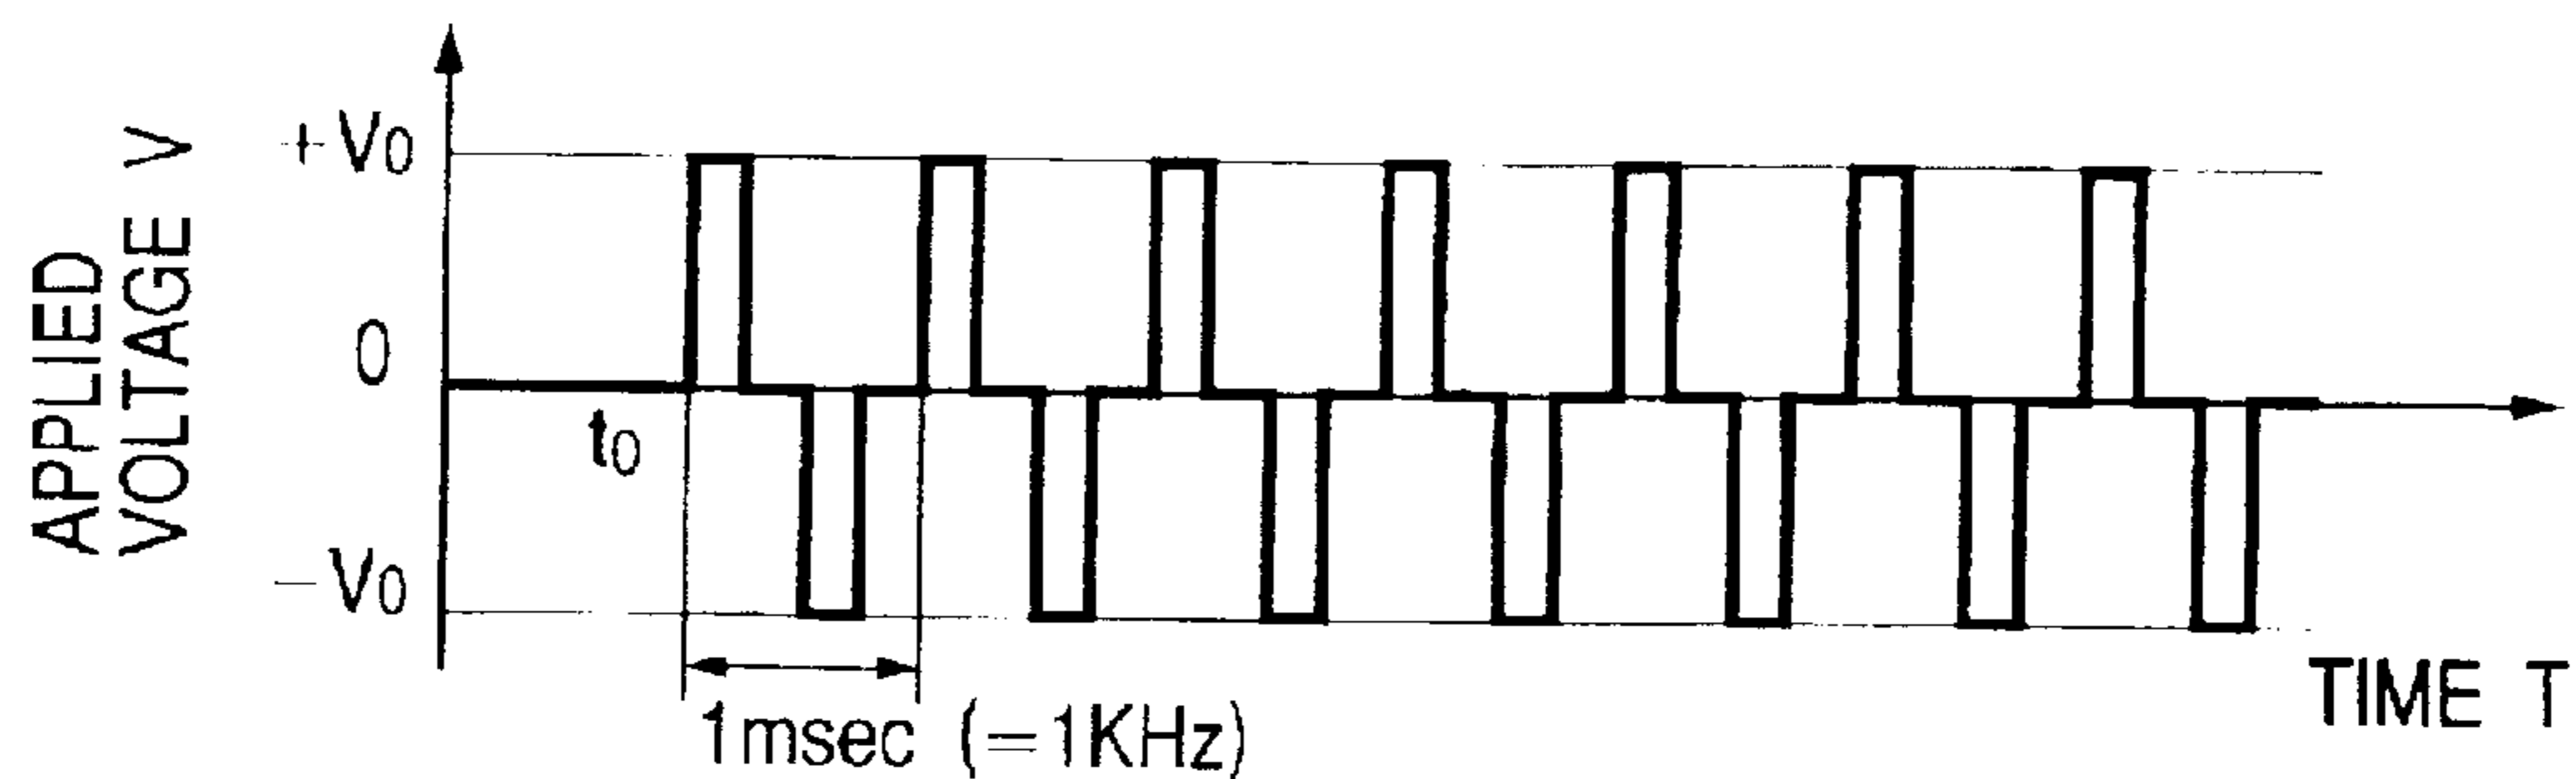 APPLIED
VOLTAGE V
+V0
0
t0
−V0
1msec (=1KHz)
TIME T